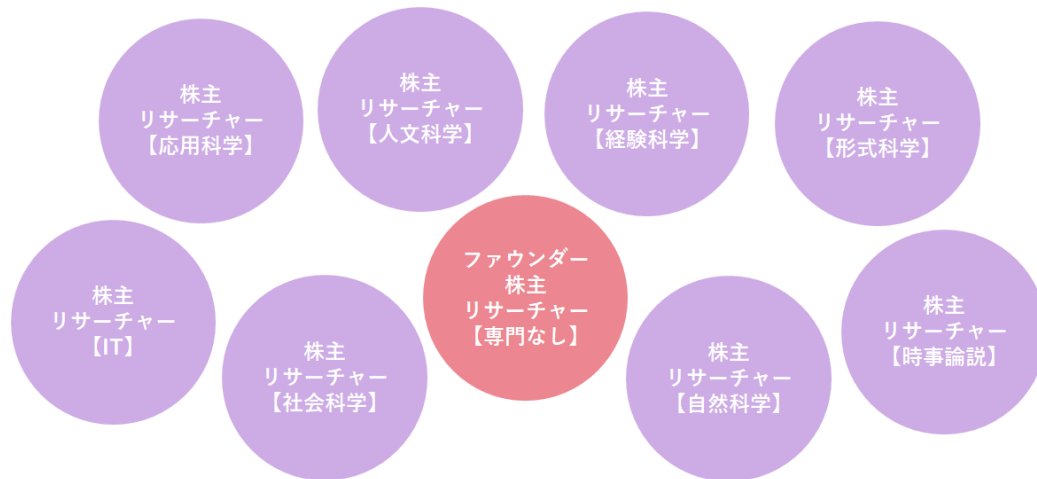 株主
リサーチャー
【応用科学】
株主
リサーチャー
【人文科学】
株主
リサーチャー
【経験科学】
株主
リサーチャー
【形式科学】
株主
リサーチャー
【IT】
株主
リサーチャー
【社会科学】
ファウンダー
株主
リサーチャー
【専門なし】
株主
リサーチャー
【自然科学】
株主
リサーチャー
【時事論説】